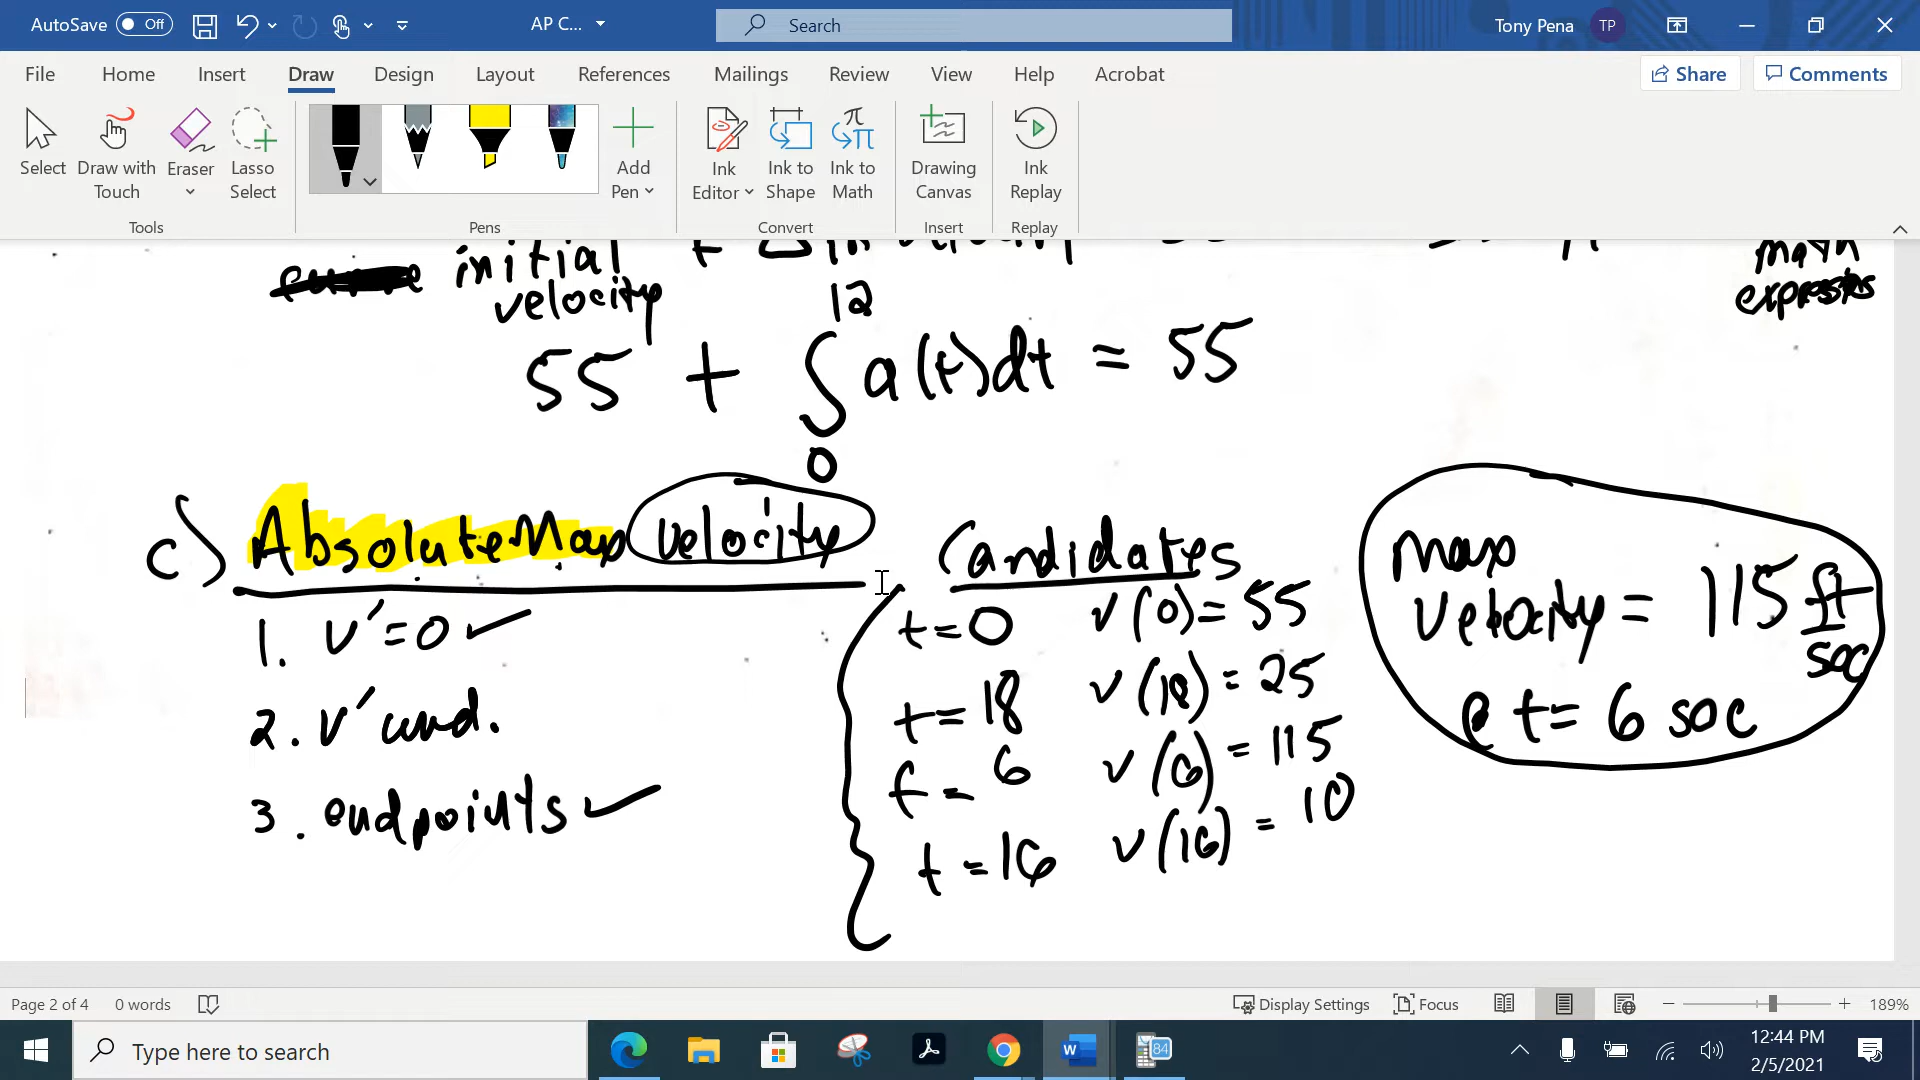 AutoSave Off
AP C...
Search
Tony Pena TP
File Home Insert Draw Design Layout References Mailings Review View Help Acrobat
Share Comments
Select
Draw with Touch
Eraser
Lasso Select
Add Pen
Ink Editor
Ink to Shape
Ink to Math
Drawing Canvas
Ink Replay
Tools Pens Convert Insert Replay
initial
velocity
math
55 + ∫ 0 12 a(t)dt = 55
c) Absolute Max velocity
1. v'=0 ✓
2. v' und.
3. endpoints ✓
Candidates
t=0 v(0)=55
t=18 v(18)=25
t=6 v(6)=115
t=16 v(16)=10
max
velocity = 115 ft/sec
@ t= 6 sec
Page 2 of 4 0 words Display Settings Focus 189%
Type here to search
84
12:44 PM
2/5/2021